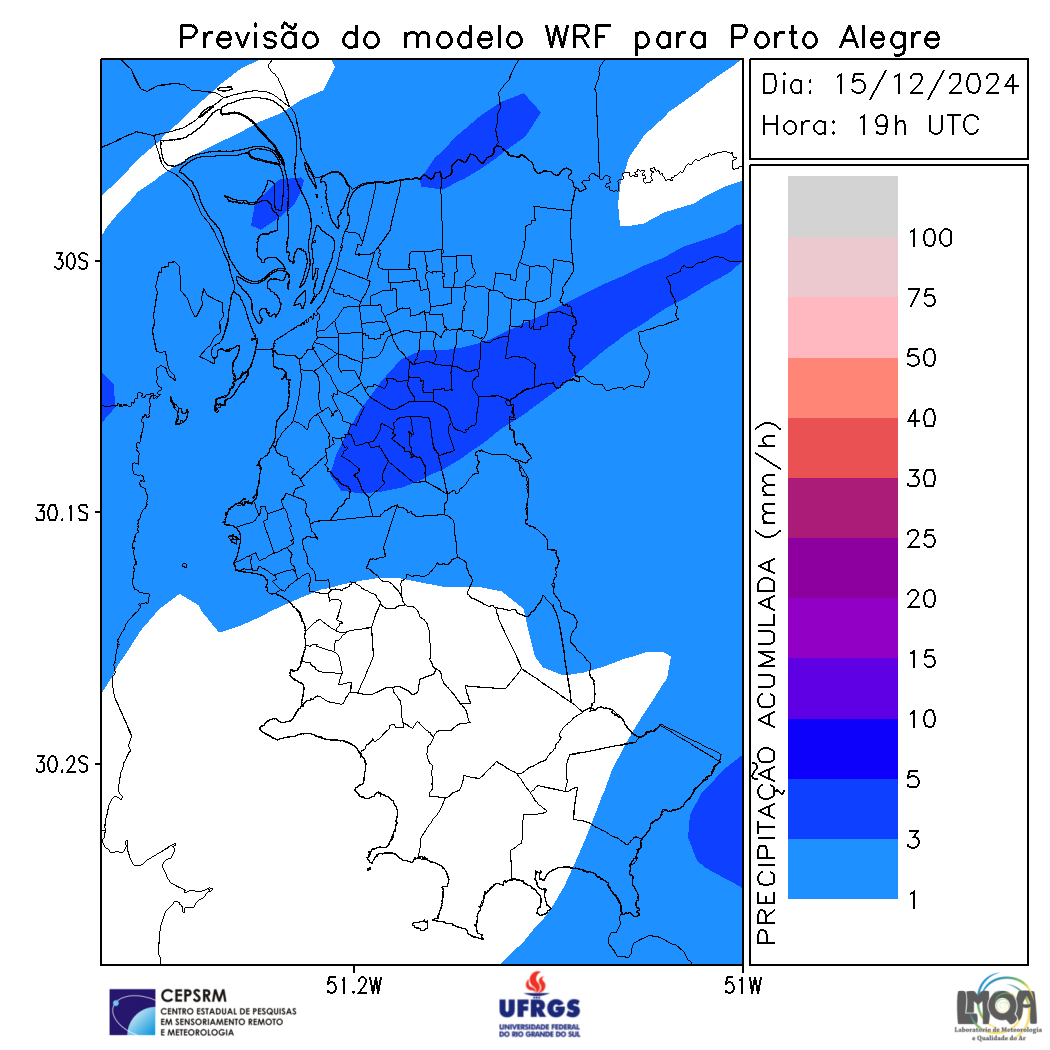 Previsão do modelo WRF para Porto Alegre
Dia: 15/12/2024
Hora: 19h UTC
30S
30.1S
30.2S
51.2W
51W
PRECIPITAÇÃO ACUMULADA (mm/h)
100
75
50
40
30
25
20
15
10
5
3
1
CEPSRM
CENTRO ESTADUAL DE PESQUISAS
EM SENSORIAMENTO REMOTO
E METEOROLOGIA
UFRGS
UNIVERSIDADE FEDERAL
DO RIO GRANDE DO SUL
LMQA
Laboratório de Meteorologia
e Qualidade do Ar